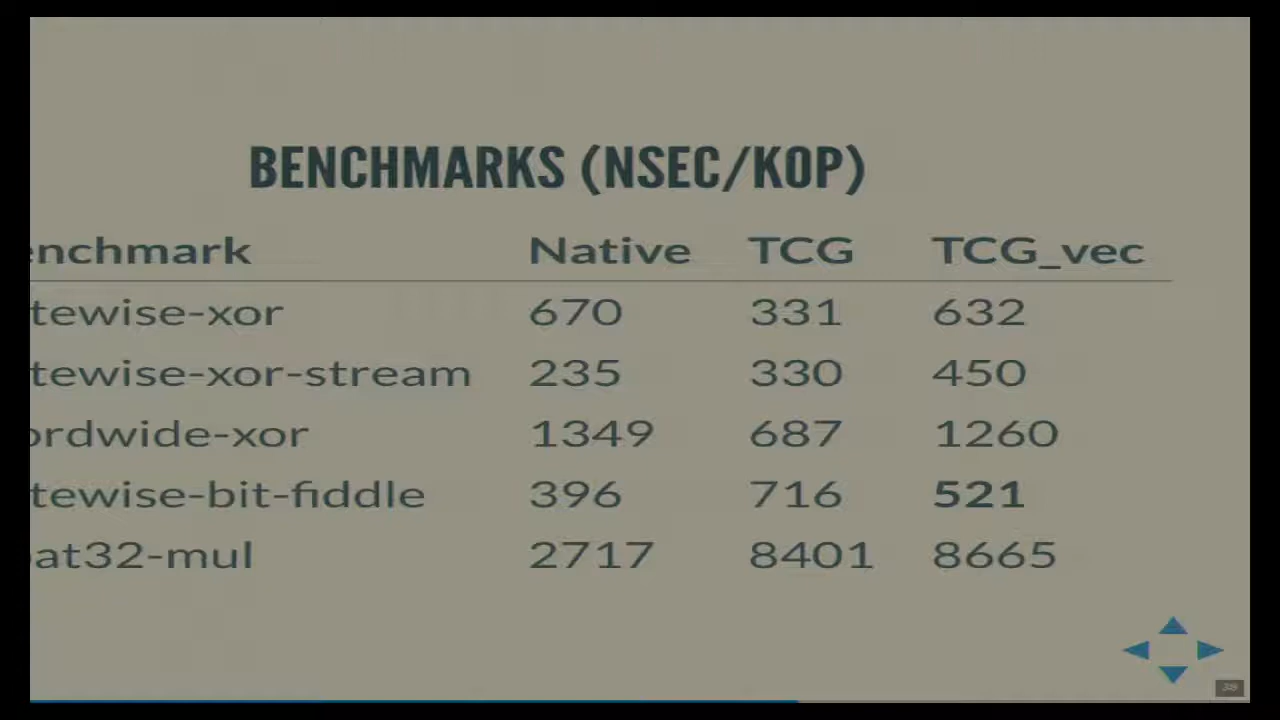 BENCHMARKS (NSEC/KOP)
enchmark Native TCG TCG_vec
tewise-xor 670 331 632
tewise-xor-stream 235 330 450
ordwide-xor 1349 687 1260
tewise-bit-fiddle 396 716 521
oat32-mul 2717 8401 8665